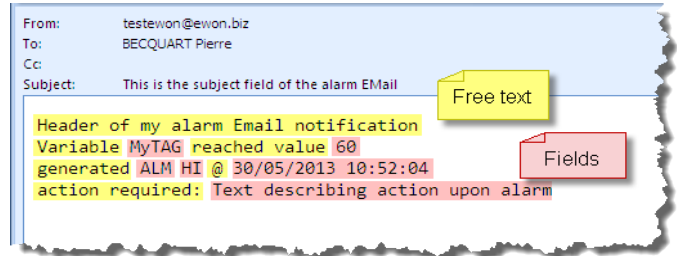 From: testewon@ewon.biz
To: BECQUART Pierre
Cc:
Subject: This is the subject field of the alarm EMail
Free text
Header of my alarm Email notification
Variable MyTAG reached value 60
generated ALM HI @ 30/05/2013 10:52:04
action required: Text describing action upon alarm
Fields